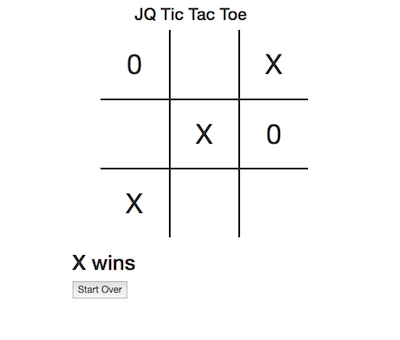 JQ Tic Tac Toe
0 X
X 0
X
X wins
Start Over